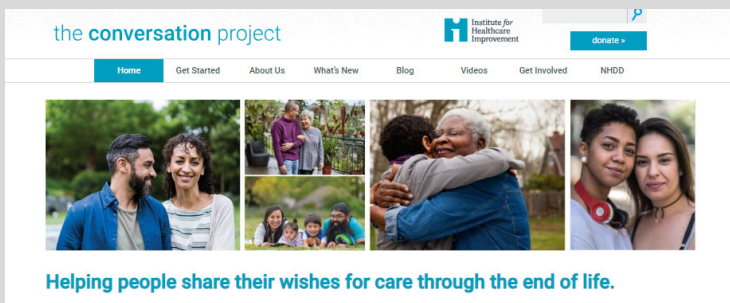 the conversation project
Institute for
Healthcare
Improvement
donate »
Home Get Started About Us What's New Blog Videos Get Involved NHDD
Helping people share their wishes for care through the end of life.